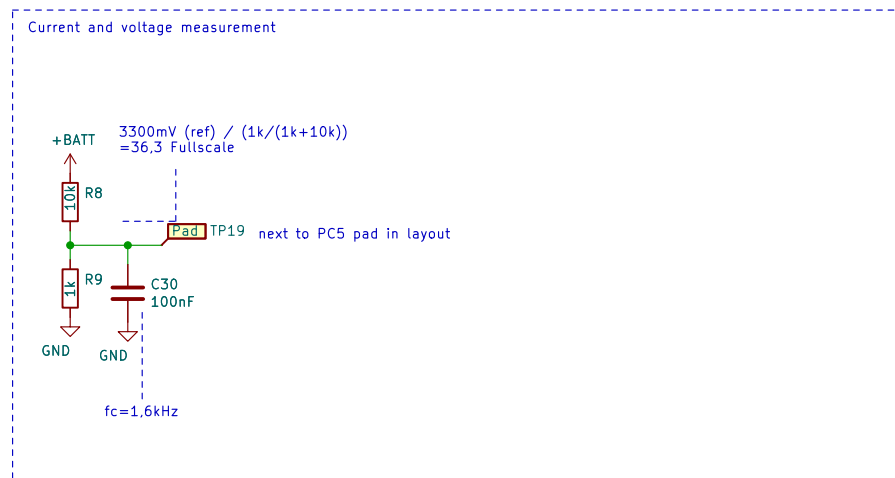 Current and voltage measurement
3300mV (ref) / (1k/(1k+10k))
=36,3 Fullscale
+BATT
10k
R8
Pad
TP19
next to PC5 pad in layout
1k
R9
C30
100nF
GND
GND
fc=1,6kHz